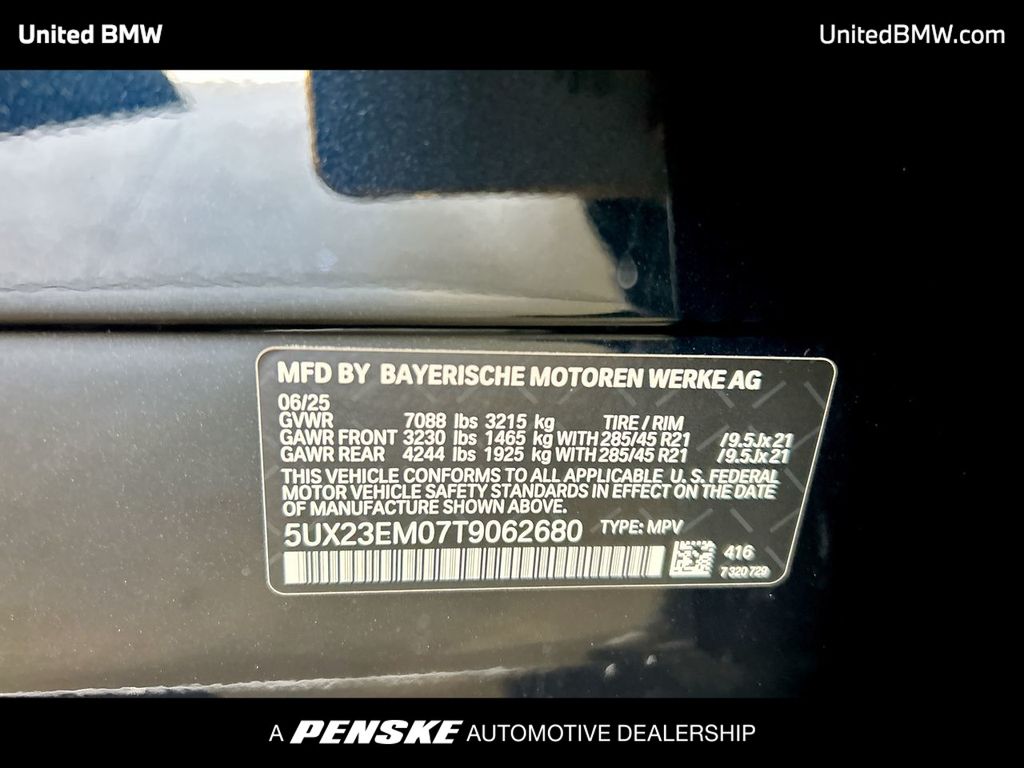 United BMW
UnitedBMW.com
MFD BY BAYERISCHE MOTOREN WERKE AG
06/25
GVWR 7088 lbs 3215 kg TIRE / RIM
GAWR FRONT 3230 lbs 1465 kg WITH 285/45 R21 /9.5Jx21
GAWR REAR 4244 lbs 1925 kg WITH 285/45 R21 /9.5Jx21
THIS VEHICLE CONFORMS TO ALL APPLICABLE U. S. FEDERAL
MOTOR VEHICLE SAFETY STANDARDS IN EFFECT ON THE DATE
OF MANUFACTURE SHOWN ABOVE.
5UX23EM07T9062680 TYPE: MPV
416
7 320 729
A PENSKE AUTOMOTIVE DEALERSHIP